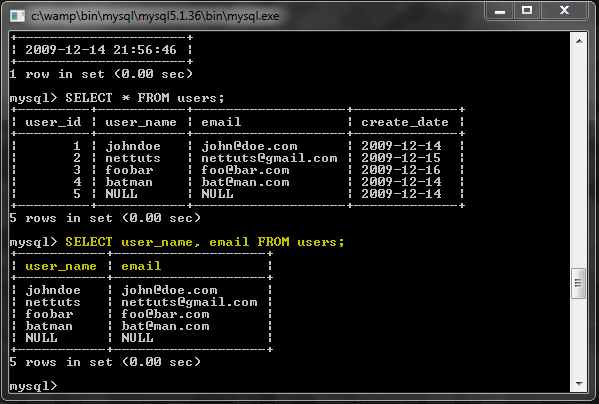 c:\wamp\bin\mysql\mysql5.1.36\bin\mysql.exe
+---------------------+
| 2009-12-14 21:56:46 |
+---------------------+
1 row in set (0.00 sec)
mysql> SELECT * FROM users;
+---------+-----------+-------------------+-------------+
| user_id | user_name | email             | create_date |
+---------+-----------+-------------------+-------------+
|       1 | johndoe   | john@doe.com      | 2009-12-14  |
|       2 | nettuts   | nettuts@gmail.com | 2009-12-15  |
|       3 | foobar    | foo@bar.com       | 2009-12-16  |
|       4 | batman    | bat@man.com       | 2009-12-14  |
|       5 | NULL      | NULL              | 2009-12-14  |
+---------+-----------+-------------------+-------------+
5 rows in set (0.00 sec)
mysql> SELECT user_name, email FROM users;
+-----------+-------------------+
| user_name | email             |
+-----------+-------------------+
| johndoe   | john@doe.com      |
| nettuts   | nettuts@gmail.com |
| foobar    | foo@bar.com       |
| batman    | bat@man.com       |
| NULL      | NULL              |
+-----------+-------------------+
5 rows in set (0.00 sec)
mysql>